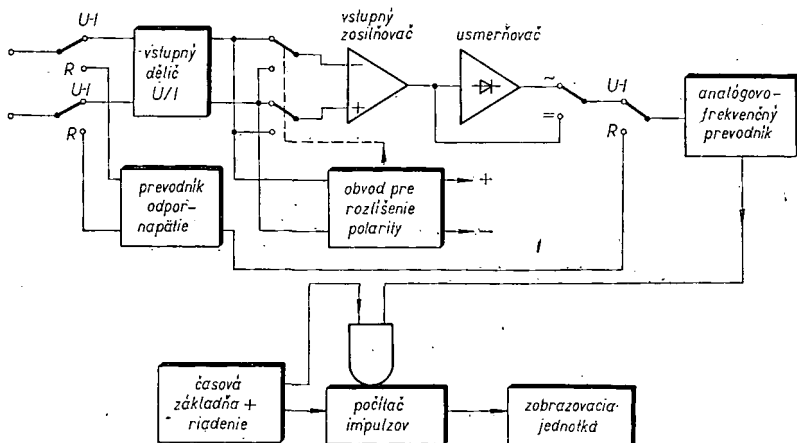 U-I
R
U-I
R
vstupný
dělič
U/I
vstupný
zosilňovač
−
+
usmerňovač
~
=
U-I
R
analógovo-
frekvenčný
prevodník
prevodník
odpor-
napätie
obvod pre
rozlíšenie
polarity
+
−
časová
základňa +
riadenie
počítač
impulzov
zobrazovacia
jednotka